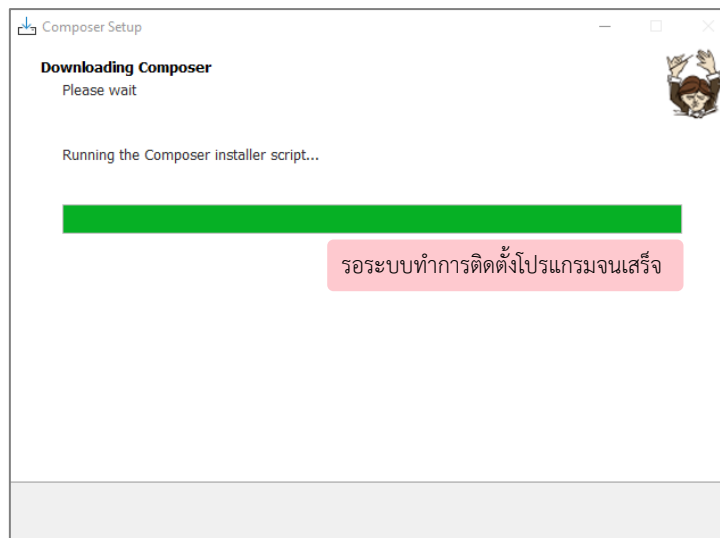 Composer Setup
Downloading Composer
Please wait
Running the Composer installer script...
รอระบบทำการติดตั้งโปรแกรมจนเสร็จ